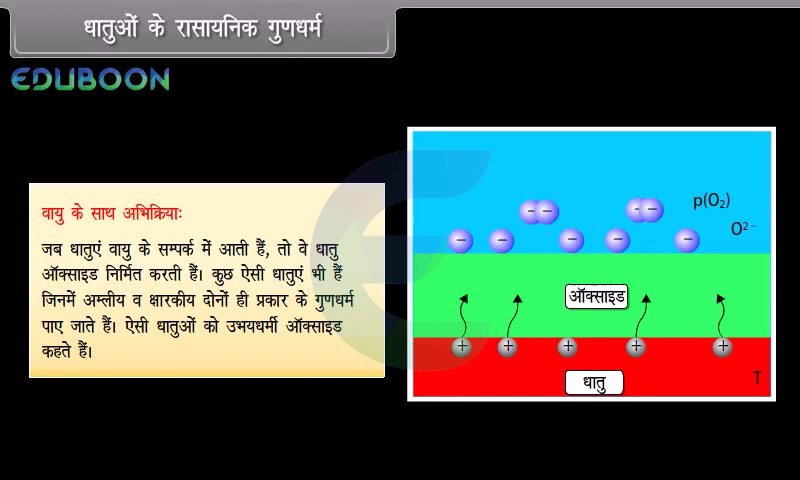 धातुओं के रासायनिक गुणधर्म
EDUBOON
वायु के साथ अभिक्रियाः
जब धातुएं वायु के सम्पर्क में आती हैं, तो वे धातु
ऑक्साइड निर्मित करती हैं। कुछ ऐसी धातुएं भी हैं
जिनमें अम्लीय व क्षारकीय दोनों ही प्रकार के गुणधर्म
पाए जाते हैं। ऐसी धातुओं को उभयधर्मी ऑक्साइड
कहते हैं।
p(O₂)
O²⁻
ऑक्साइड
धातु
T